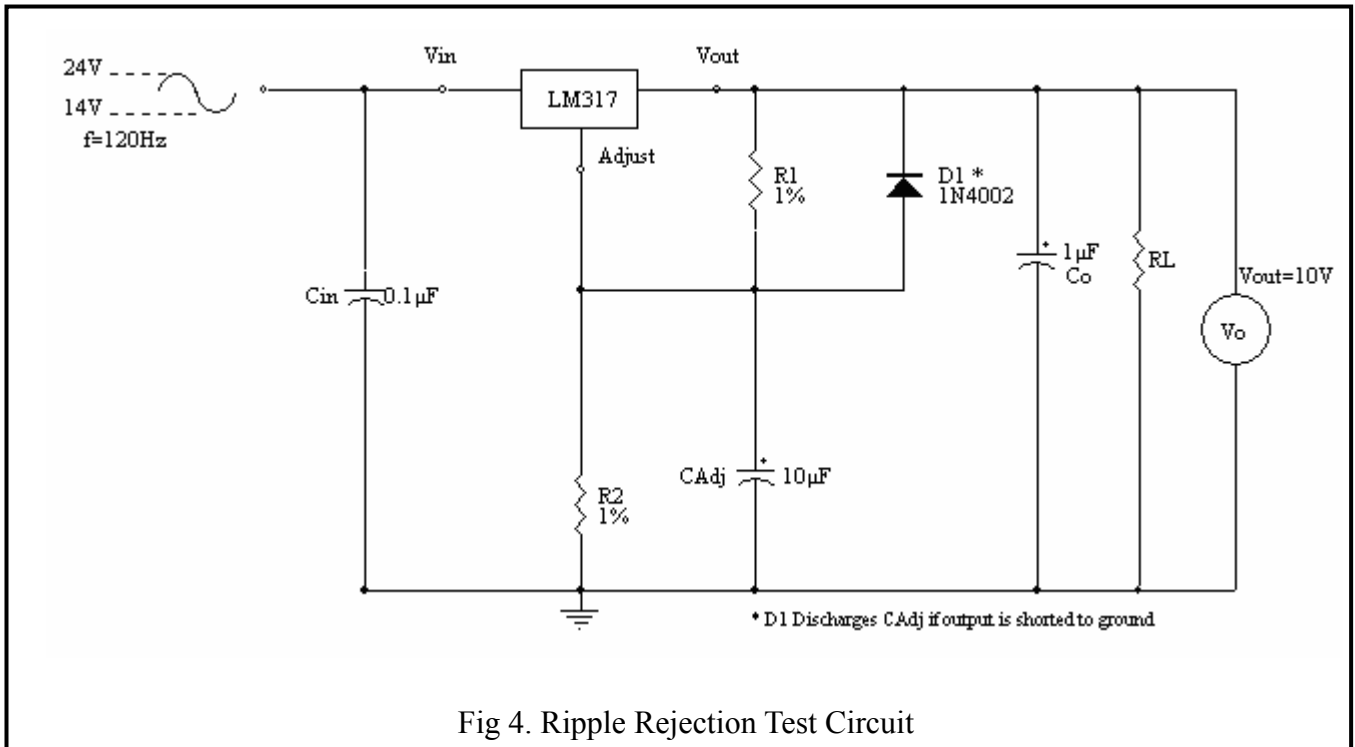 24V
14V
f=120Hz
Vin
LM317
Vout
Adjust
R1
1%
D1 *
1N4002
Cin
0.1µF
1µF
Co
RL
Vout=10V
Vo
R2
1%
CAdj
10µF
* D1 Discharges CAdj if output is shorted to ground
Fig 4. Ripple Rejection Test Circuit